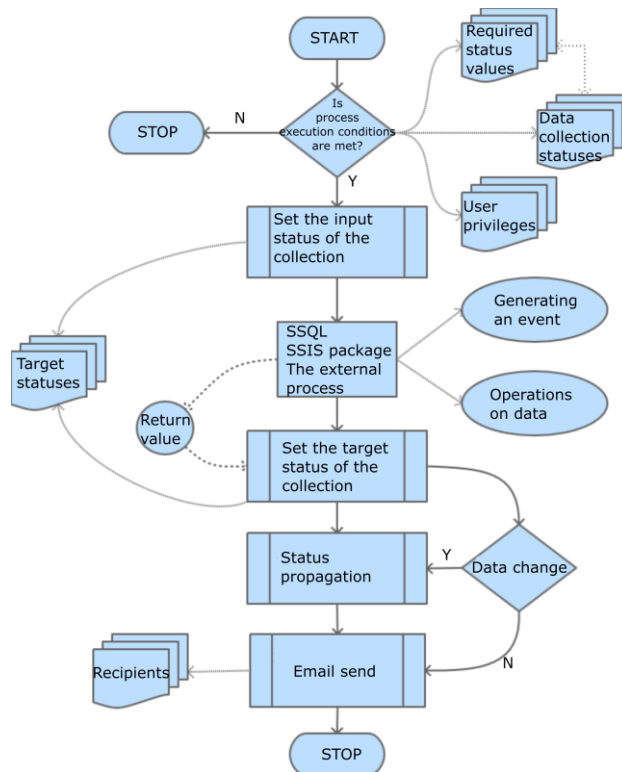 START
Required
status
values
Is
process
execution conditions
are met?
N
STOP
Data
collection
statuses
Y
User
privileges
Set the input
status of the
collection
Generating
an event
SSQL
SSIS package
The external
process
Target
statuses
Operations
on data
Return
value
Set the target
status of the
collection
Status
propagation
Y
Data change
N
Recipients
Email send
STOP